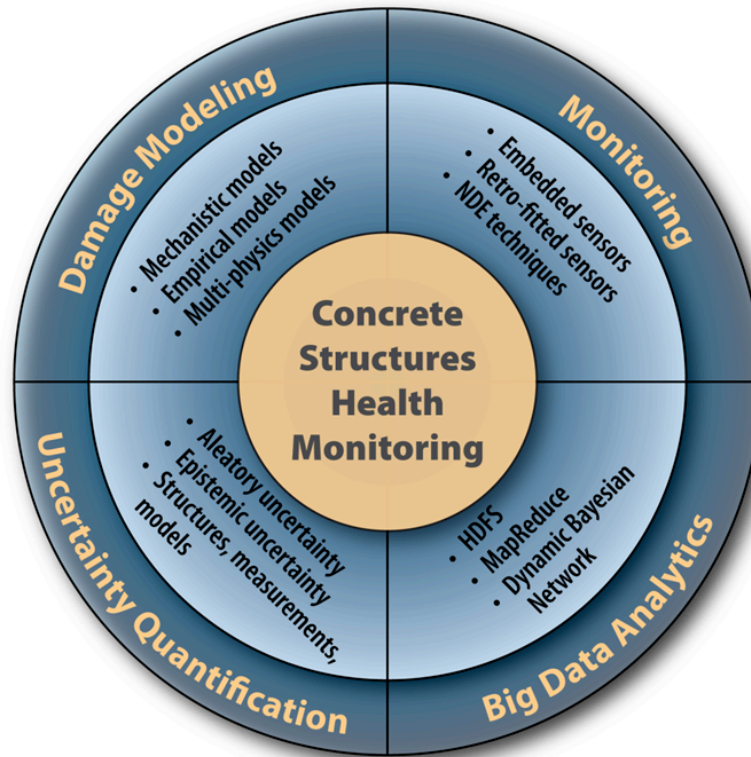 Damage Modeling
• Mechanistic models
• Empirical models
• Multi-physics models
Monitoring
• Embedded sensors
• Retro-fitted sensors
• NDE techniques
Concrete
Structures
Health
Monitoring
Uncertainty Quantification
• Aleatory uncertainty
• Epistemic uncertainty
• Structures, measurements,
models
Big Data Analytics
• HDFS
• MapReduce
• Dynamic Bayesian
Network